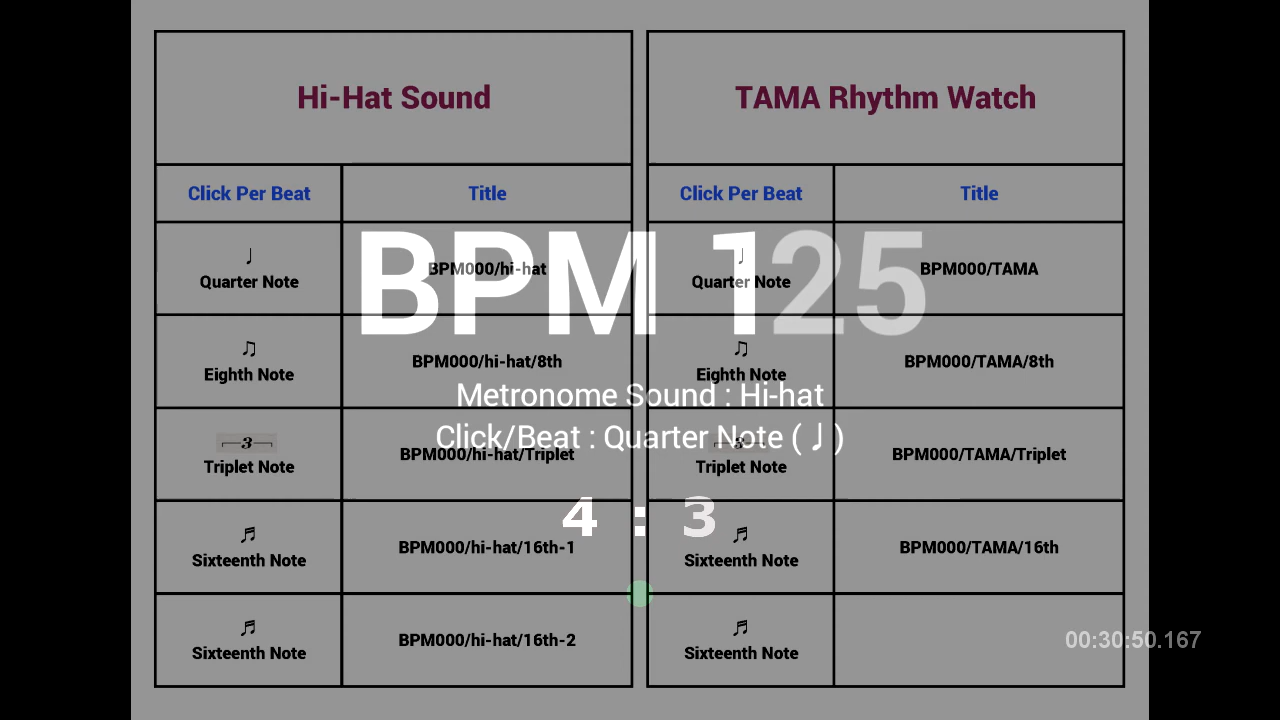 Hi-Hat Sound
TAMA Rhythm Watch
Click Per Beat
Title
Click Per Beat
Title
BPM 125
♩
Quarter Note
BPM000/hi-hat
♩
Quarter Note
BPM000/TAMA
♫
Eighth Note
BPM000/hi-hat/8th
♫
Eighth Note
BPM000/TAMA/8th
Metronome Sound : Hi-hat
Click/Beat : Quarter Note ( ♩ )
3
Triplet Note
BPM000/hi-hat/Triplet
3
Triplet Note
BPM000/TAMA/Triplet
4 : 3
♬
Sixteenth Note
BPM000/hi-hat/16th-1
♬
Sixteenth Note
BPM000/TAMA/16th
♬
Sixteenth Note
BPM000/hi-hat/16th-2
♬
Sixteenth Note
00:30:50.167